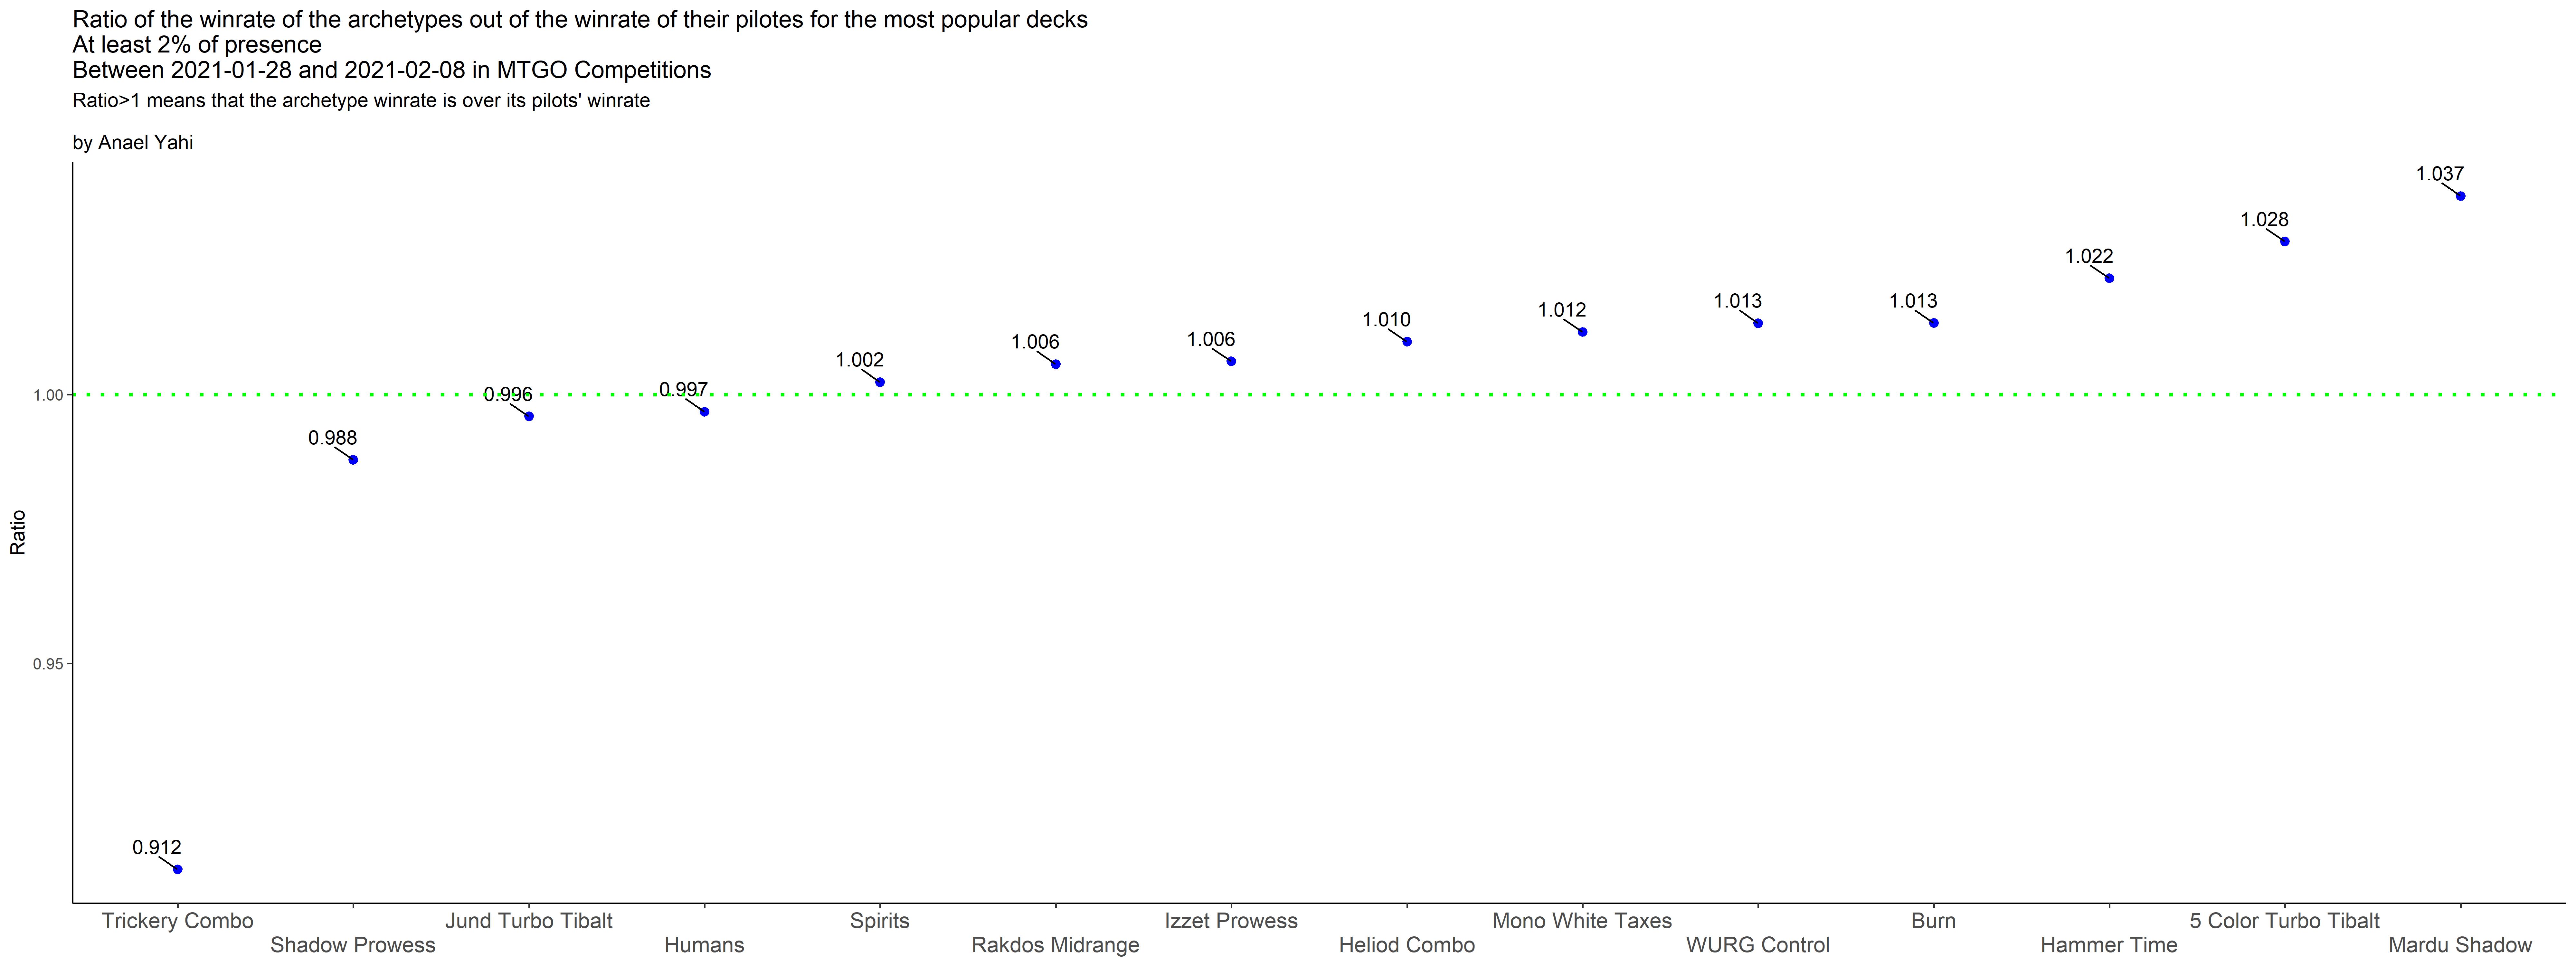 Ratio of the winrate of the archetypes out of the winrate of their pilotes for the most popular decks
At least 2% of presence
Between 2021-01-28 and 2021-02-08 in MTGO Competitions
Ratio>1 means that the archetype winrate is over its pilots' winrate
by Anael Yahi
1.037
1.028
1.022
1.013
1.013
1.012
1.010
1.006
1.006
1.002
0.997
0.996
0.988
0.912
1.00
0.95
Ratio
Trickery Combo
Shadow Prowess
Jund Turbo Tibalt
Humans
Spirits
Rakdos Midrange
Izzet Prowess
Heliod Combo
Mono White Taxes
WURG Control
Burn
Hammer Time
5 Color Turbo Tibalt
Mardu Shadow